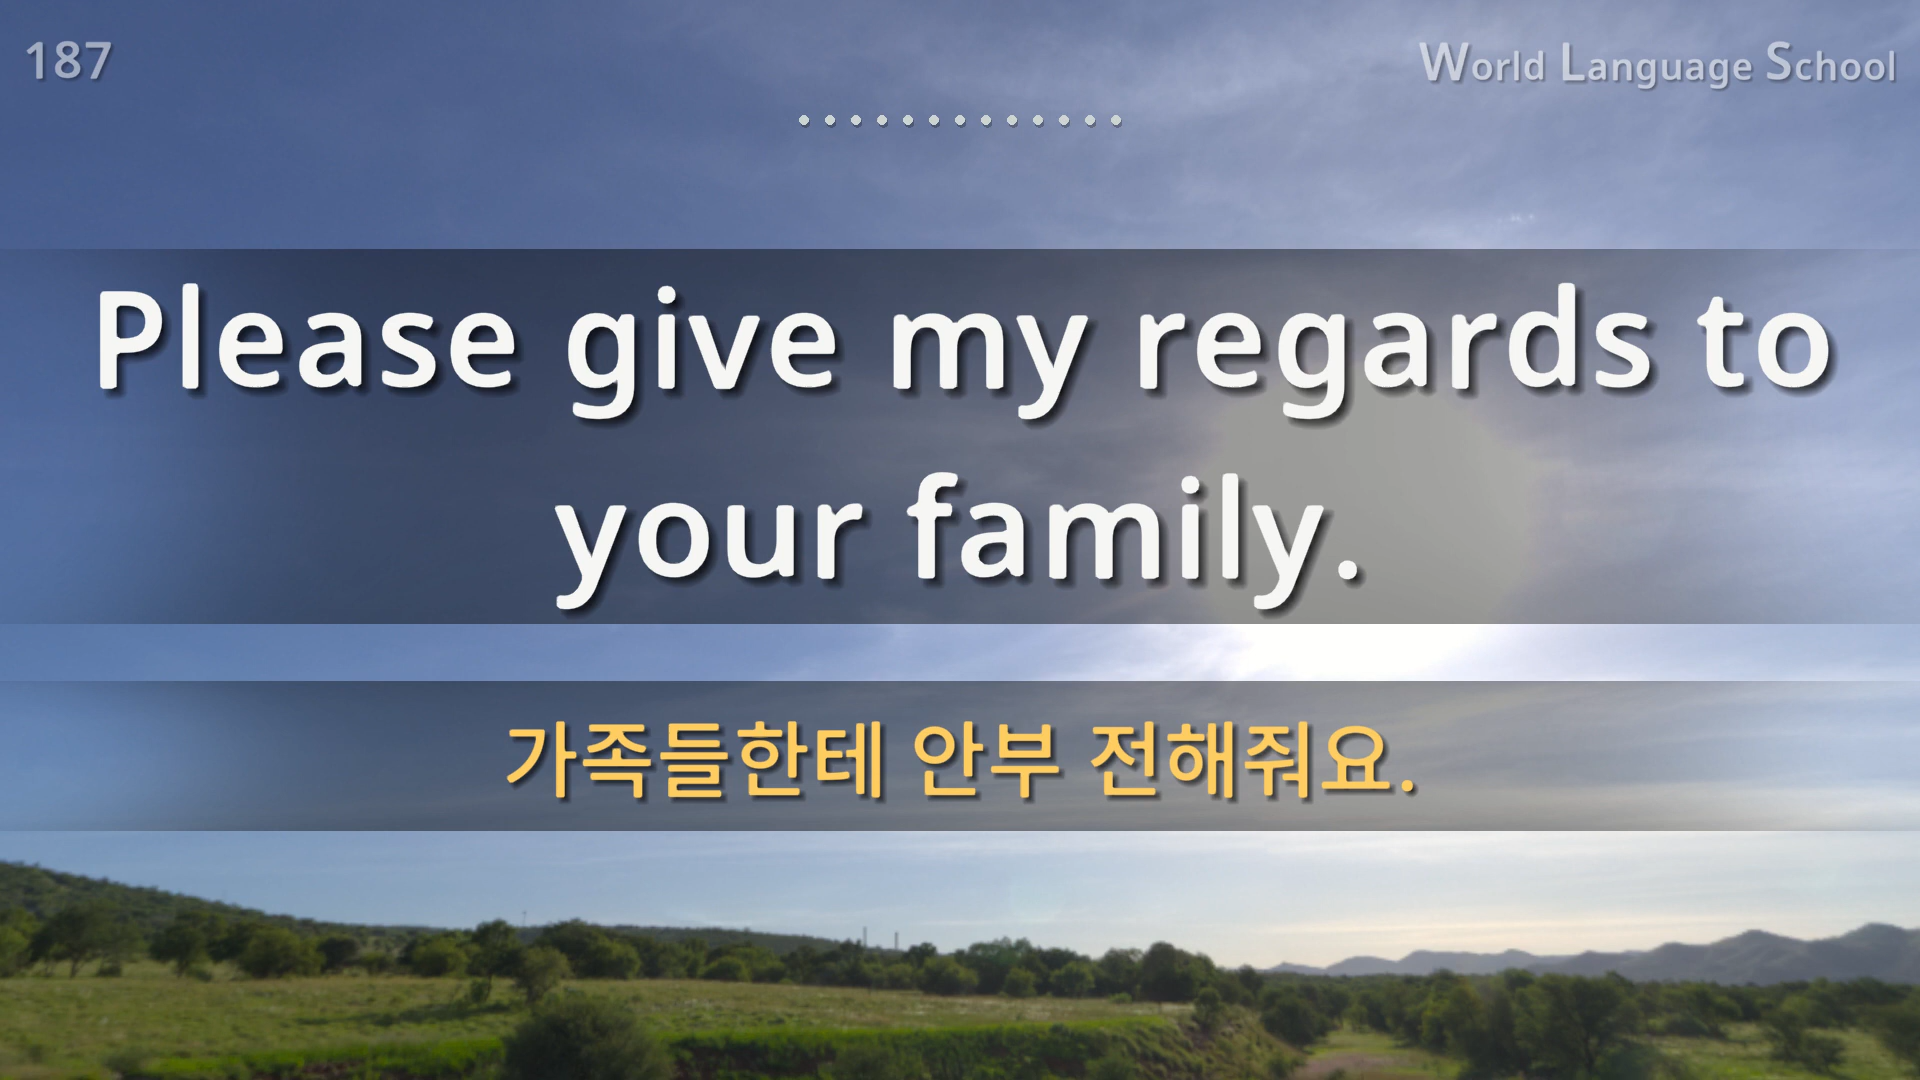 187
World Language School
Please give my regards to
your family.
가족들한테 안부 전해줘요.